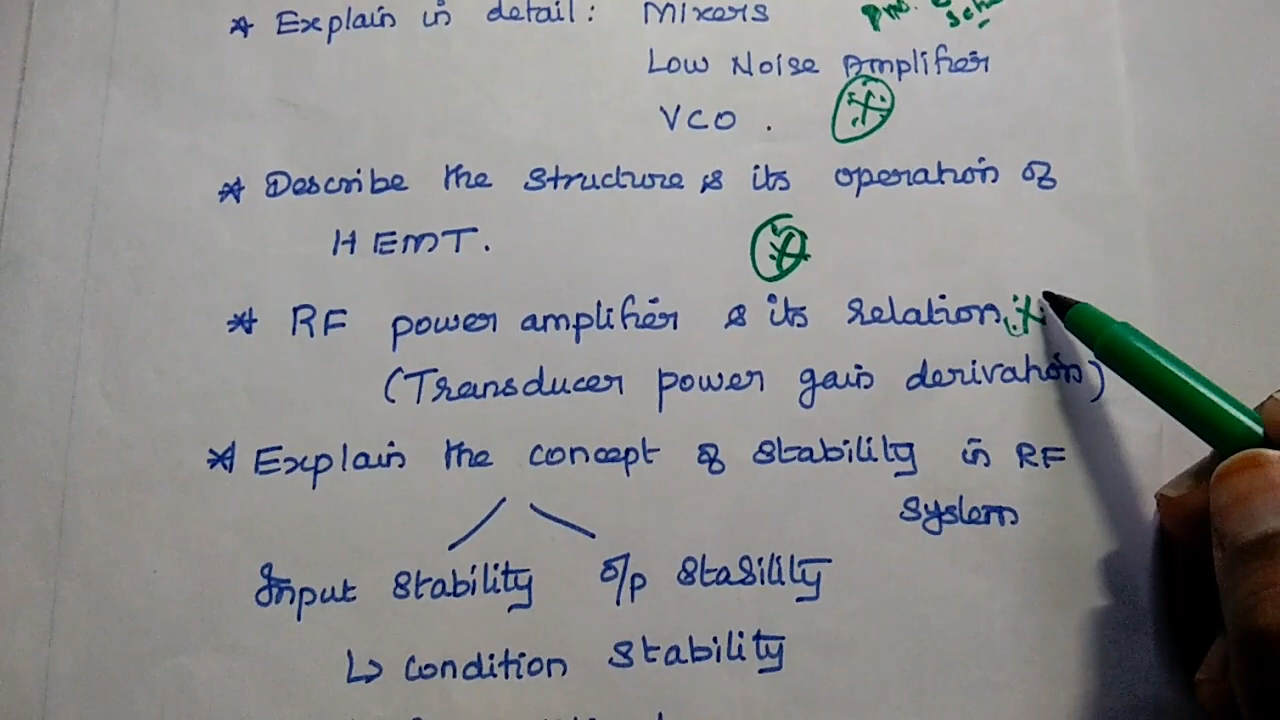 * Explain in detail: Mixers
Low Noise Amplifier
VCO.
* Describe the structure & its operation of
HEMT.
* RF power amplifier & its relation
(Transducer power gain derivation)
* Explain the concept of stability in RF
system
Input stability o/p stability
↳ condition stability